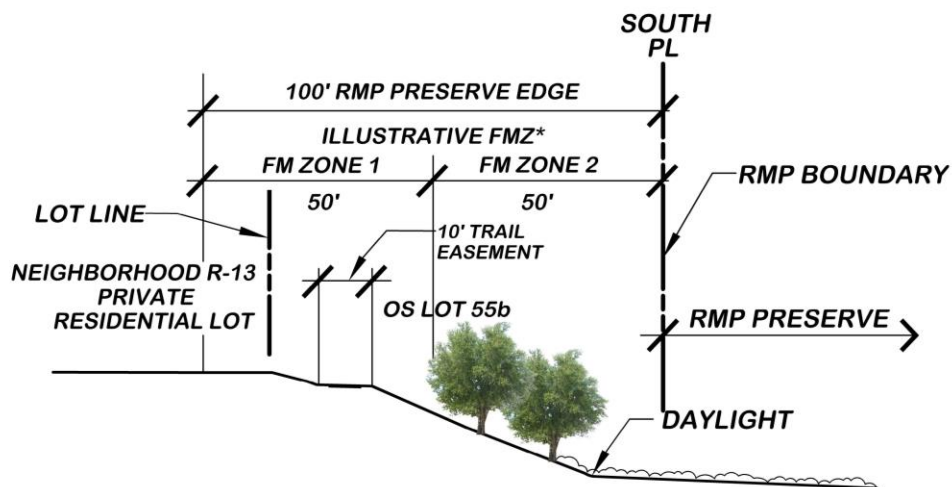 SOUTH
PL
100' RMP PRESERVE EDGE
ILLUSTRATIVE FMZ*
FM ZONE 1
FM ZONE 2
50'
50'
RMP BOUNDARY
LOT LINE
10' TRAIL
EASEMENT
NEIGHBORHOOD R-13
PRIVATE
RESIDENTIAL LOT
OS LOT 55b
RMP PRESERVE
DAYLIGHT